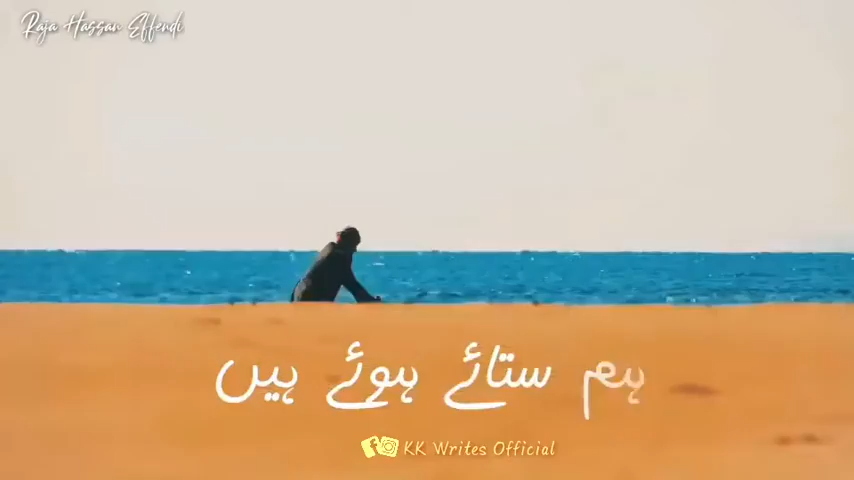 Raja Hassan Effendi
ہم ستائے ہوئے ہیں
KK Writes Official